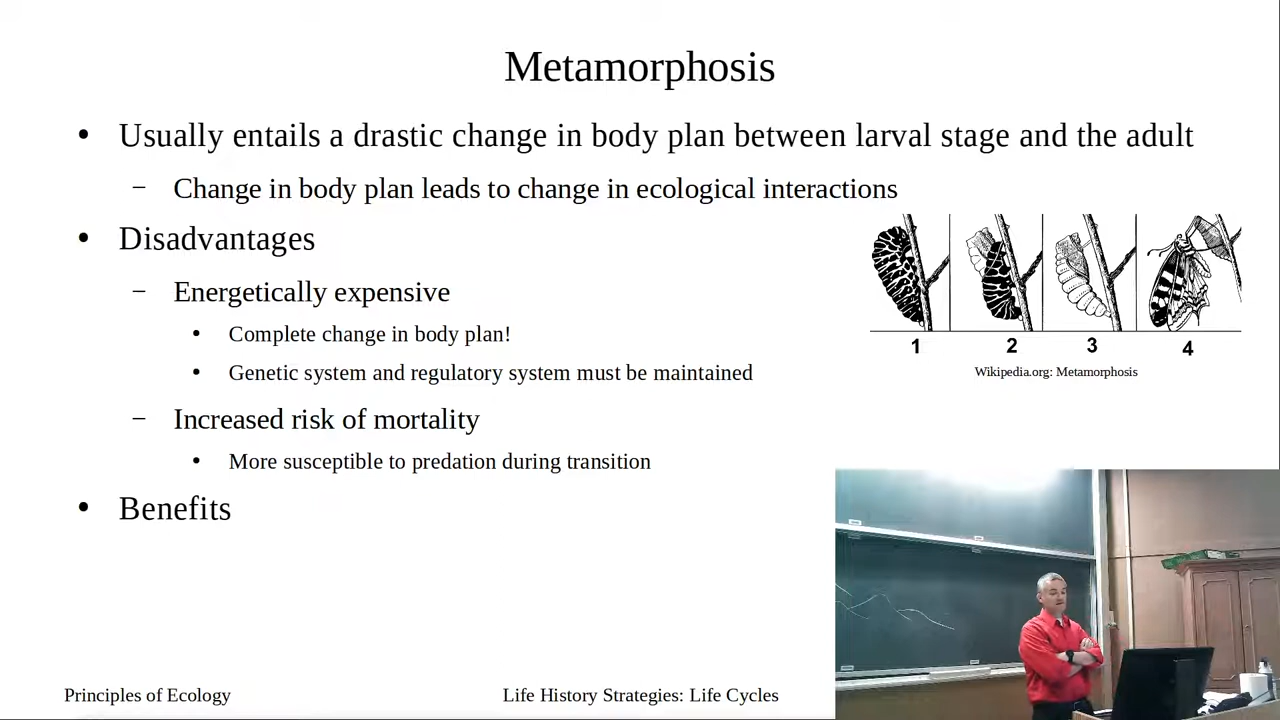 Metamorphosis
• Usually entails a drastic change in body plan between larval stage and the adult
– Change in body plan leads to change in ecological interactions
• Disadvantages
– Energetically expensive
• Complete change in body plan!
• Genetic system and regulatory system must be maintained
– Increased risk of mortality
• More susceptible to predation during transition
• Benefits
1 2 3 4
Wikipedia.org: Metamorphosis
Principles of Ecology
Life History Strategies: Life Cycles